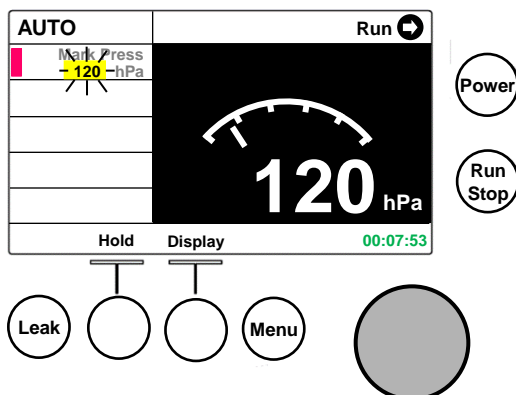 AUTO
Run
Mark Press
120 hPa
120 hPa
Hold Display 00:07:53
Power
Run
Stop
Leak
Menu